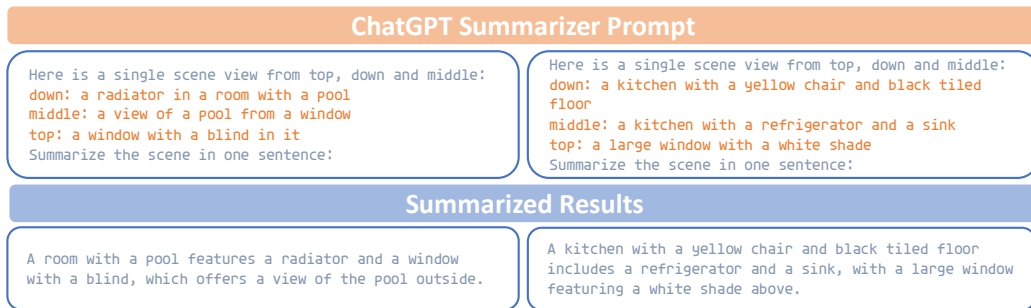 ChatGPT Summarizer Prompt
Here is a single scene view from top, down and middle:
down: a radiator in a room with a pool
middle: a view of a pool from a window
top: a window with a blind in it
Summarize the scene in one sentence:
Here is a single scene view from top, down and middle:
down: a kitchen with a yellow chair and black tiled
floor
middle: a kitchen with a refrigerator and a sink
top: a large window with a white shade
Summarize the scene in one sentence:
Summarized Results
A room with a pool features a radiator and a window
with a blind, which offers a view of the pool outside.
A kitchen with a yellow chair and black tiled floor
includes a refrigerator and a sink, with a large window
featuring a white shade above.